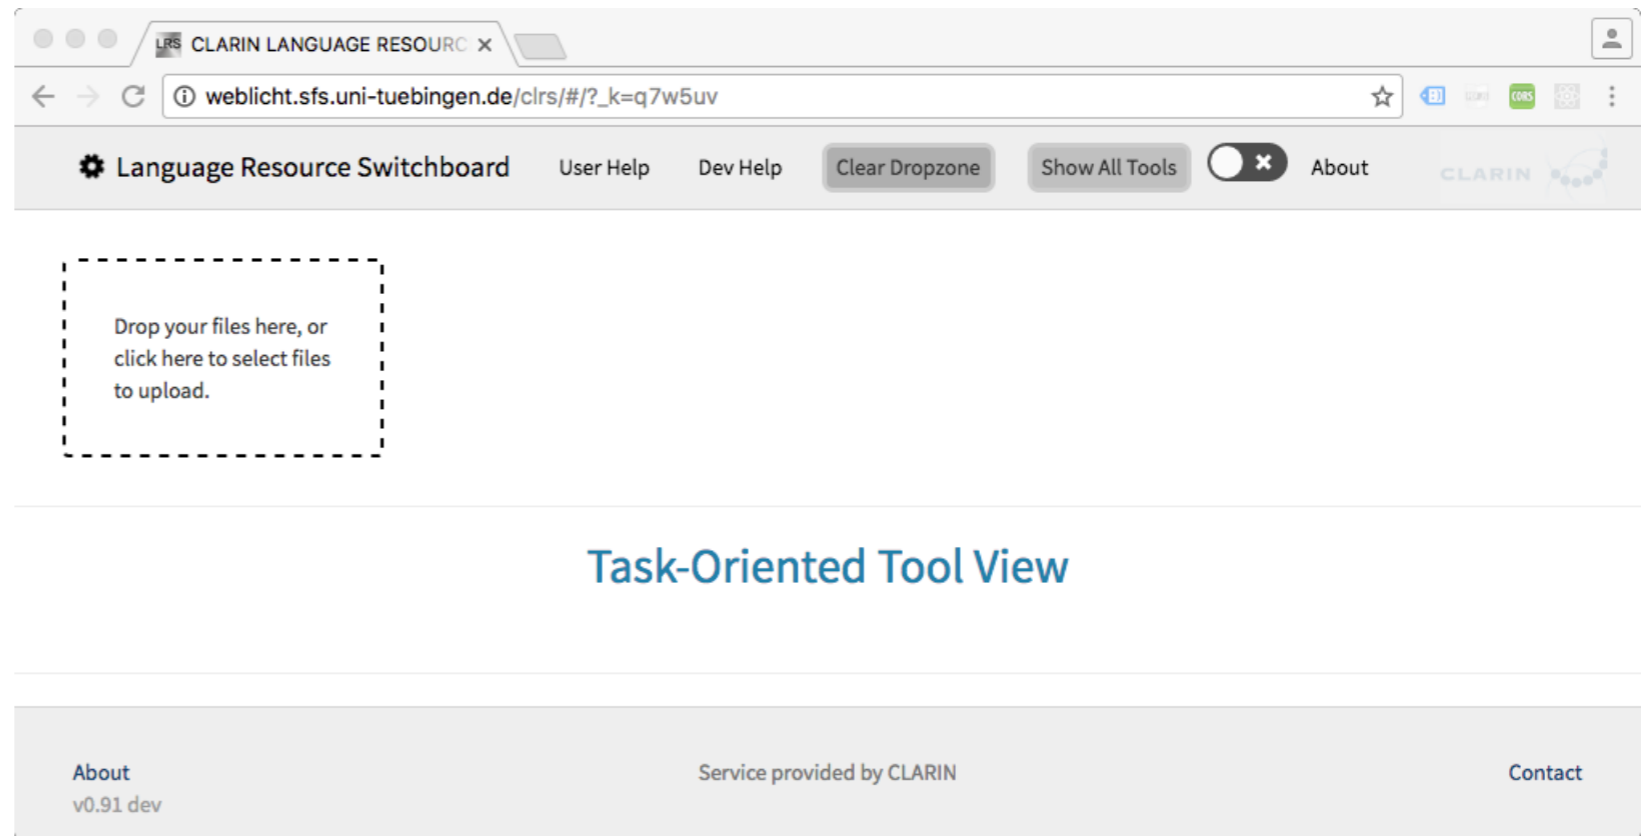 LRS CLARIN LANGUAGE RESOURC
weblicht.sfs.uni-tuebingen.de/clrs/#/?_k=q7w5uv
CORS
Language Resource Switchboard User Help Dev Help Clear Dropzone Show All Tools About CLARIN
Drop your files here, or
click here to select files
to upload.
Task-Oriented Tool View
About Service provided by CLARIN Contact
v0.91 dev